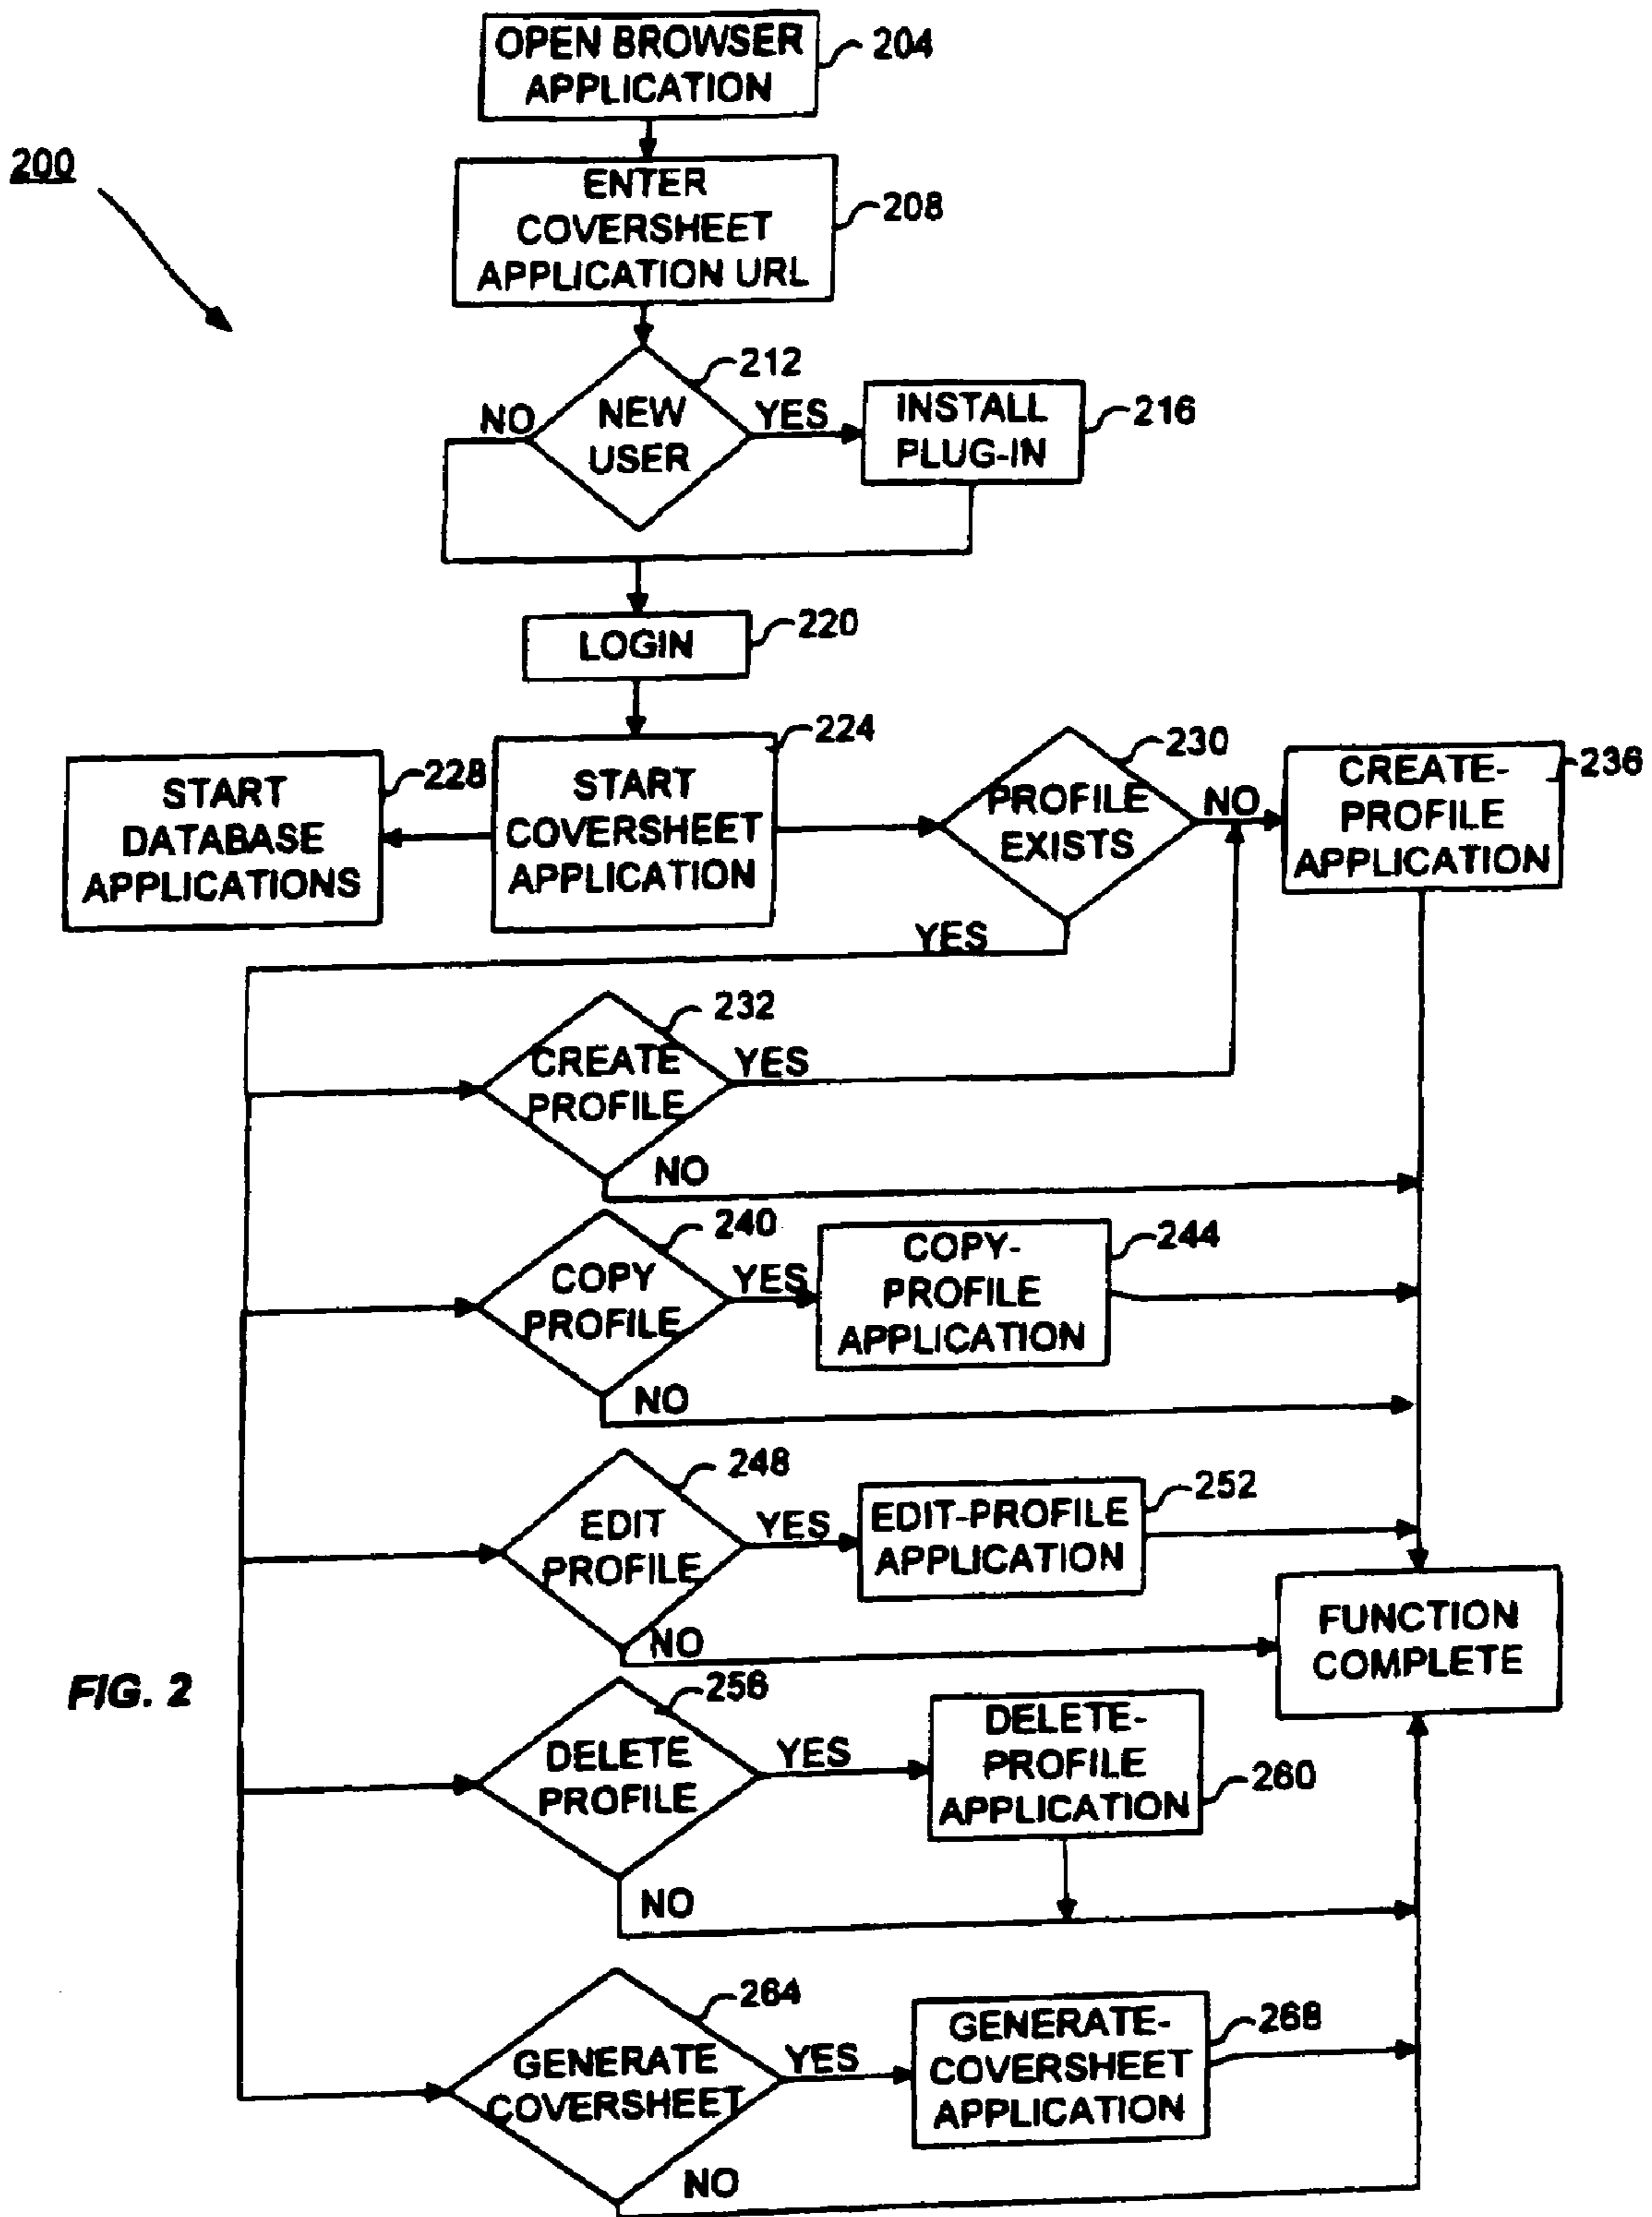 OPEN BROWSER
APPLICATION
204
200
ENTER
COVERSHEET
APPLICATION URL
208
212
NEW
USER
NO
YES
INSTALL
PLUG-IN
216
LOGIN
220
START
DATABASE
APPLICATIONS
228
START
COVERSHEET
APPLICATION
224
PROFILE
EXISTS
230
NO
CREATE-
PROFILE
APPLICATION
236
YES
232
CREATE
PROFILE
YES
NO
240
COPY
PROFILE
YES
COPY-
PROFILE
APPLICATION
244
NO
248
EDIT
PROFILE
YES
EDIT-PROFILE
APPLICATION
252
NO
FUNCTION
COMPLETE
FIG. 2
256
DELETE
PROFILE
YES
DELETE-
PROFILE
APPLICATION
260
NO
264
GENERATE
COVERSHEET
YES
GENERATE-
COVERSHEET
APPLICATION
268
NO